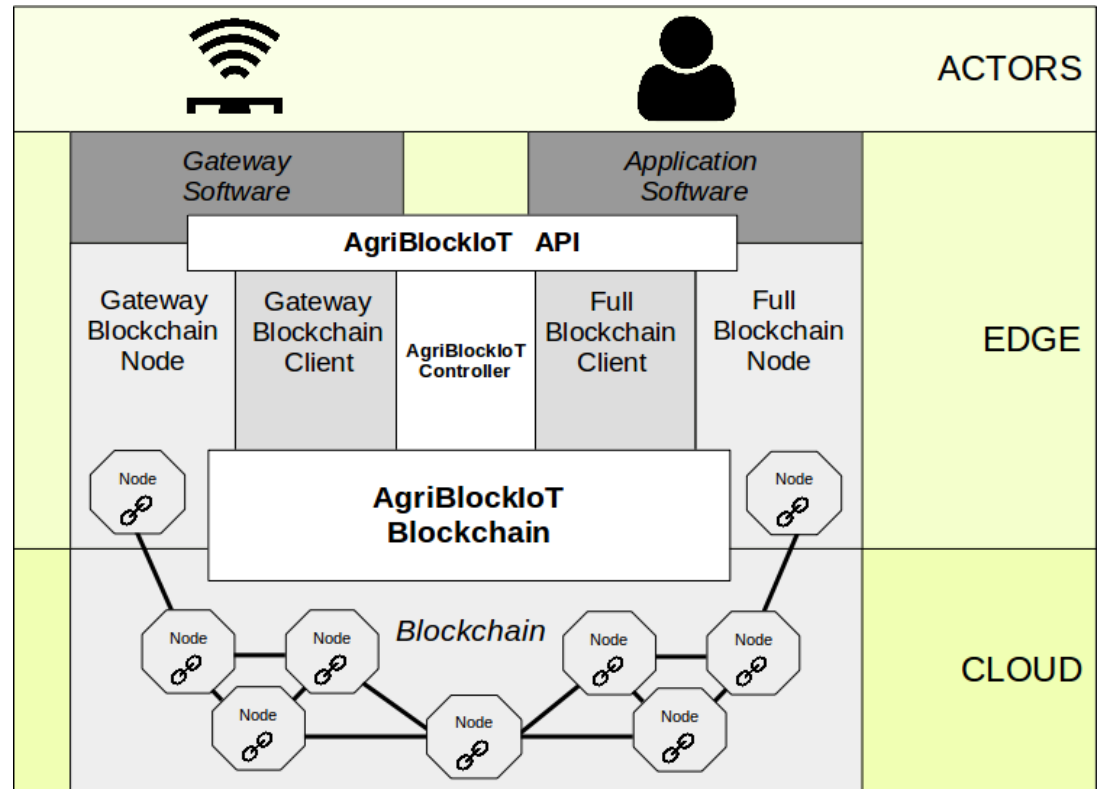 ACTORS
Gateway
Software
Application
Software
AgriBlockIoT API
Gateway
Blockchain
Node
Gateway
Blockchain
Client
AgriBlockIoT
Controller
Full
Blockchain
Client
Full
Blockchain
Node
EDGE
Node
Node
AgriBlockIoT
Blockchain
Node
Node
Blockchain
Node
Node
CLOUD
Node
Node
Node